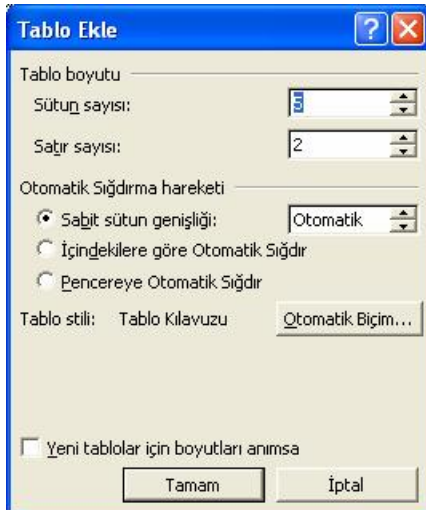 Tablo Ekle
Tablo boyutu
Sütun sayısı: 5
Satır sayısı: 2
Otomatik Sığdırma hareketi
Sabit sütun genişliği: Otomatik
İçindekilere göre Otomatik Sığdır
Pencereye Otomatik Sığdır
Tablo stili: Tablo Kılavuzu Otomatik Biçim...
Yeni tablolar için boyutları anımsa
Tamam İptal